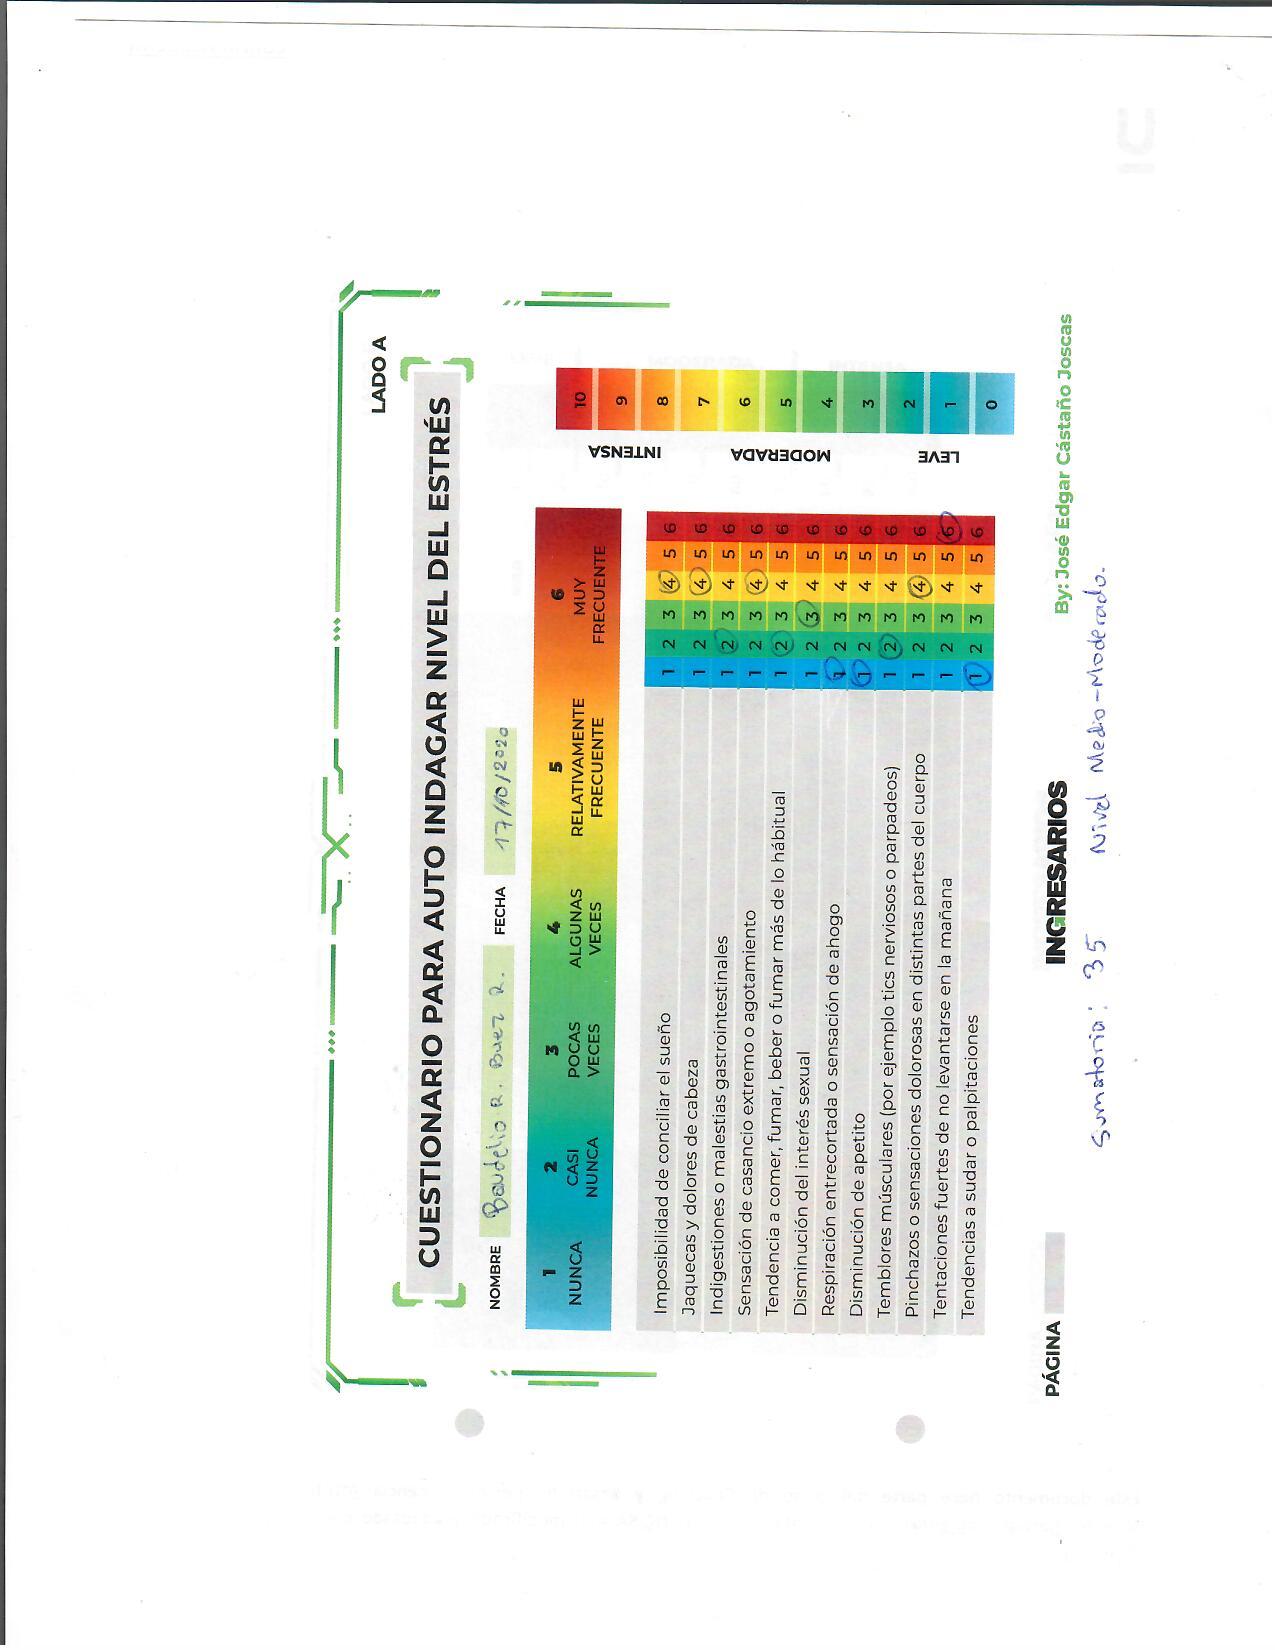 LADO A
CUESTIONARIO PARA AUTO INDAGAR NIVEL DEL ESTRÉS
NOMBRE Baudelio R. Buez R. FECHA 17/10/2020
1 2 3 4 5 6
NUNCA CASI NUNCA POCAS VECES ALGUNAS VECES RELATIVAMENTE FRECUENTE MUY FRECUENTE
Imposibilidad de conciliar el sueño 1 2 3 4 5 6
Jaquecas y dolores de cabeza 1 2 3 4 5 6
Indigestiones o malestias gastrointestinales 1 2 3 4 5 6
Sensación de casancio extremo o agotamiento 1 2 3 4 5 6
Tendencia a comer, fumar, beber o fumar más de lo hábitual 1 2 3 4 5 6
Disminución del interés sexual 1 2 3 4 5 6
Respiración entrecortada o sensación de ahogo 1 2 3 4 5 6
Disminución de apetito 1 2 3 4 5 6
Temblores músculares (por ejemplo tics nerviosos o parpadeos) 1 2 3 4 5 6
Pinchazos o sensaciones dolorosas en distintas partes del cuerpo 1 2 3 4 5 6
Tentaciones fuertes de no levantarse en la mañana 1 2 3 4 5 6
Tendencias a sudar o palpitaciones 1 2 3 4 5 6
INTENSA
MODERADA
LEVE
10
9
8
7
6
5
4
3
2
1
0
PÁGINA
INGRESARIOS
By: José Edgar Cástaño Joscas
Sumatoria: 35 Nivel Medio-Moderado.